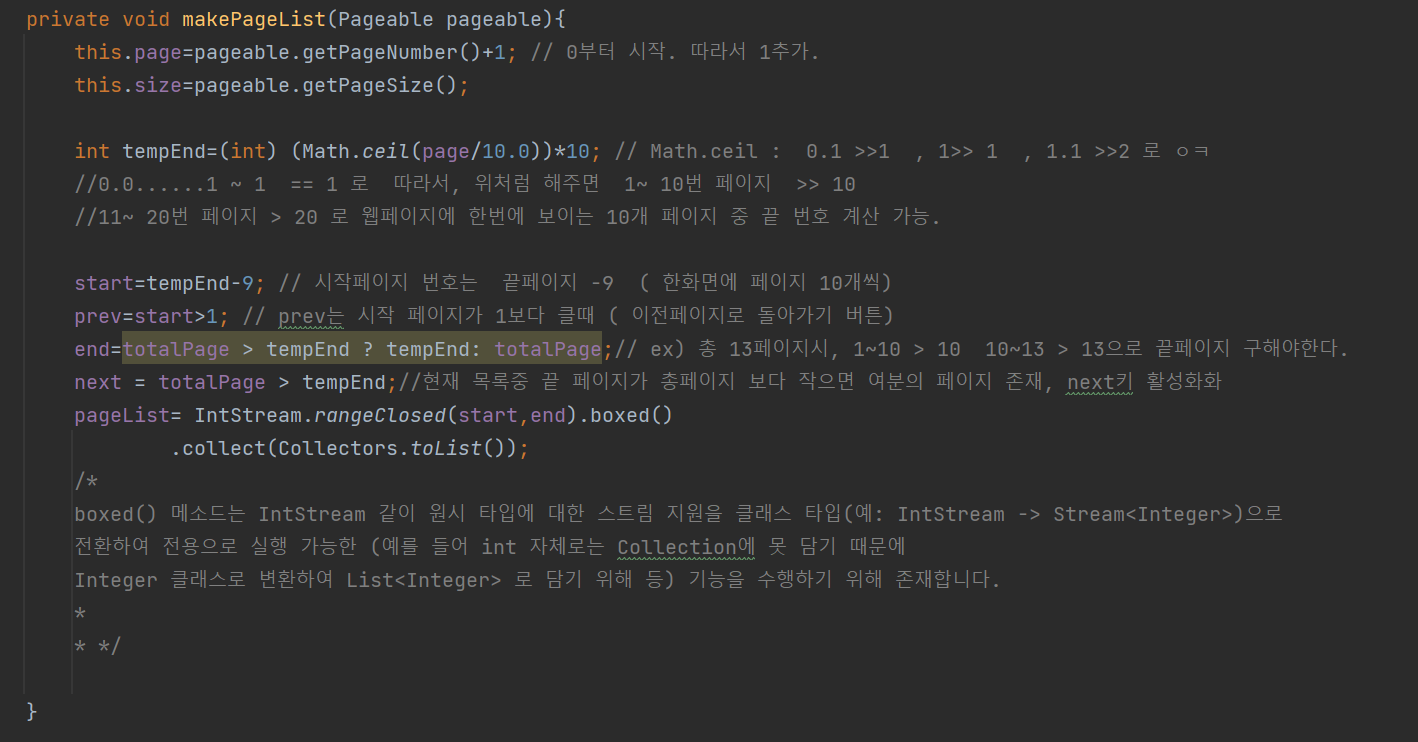 private void makePageList(Pageable pageable){
this.page=pageable.getPageNumber()+1; // 0부터 시작. 따라서 1추가.
this.size=pageable.getPageSize();
int tempEnd=(int) (Math.ceil(page/10.0))*10; // Math.ceil :  0.1 >>1  , 1>> 1  , 1.1 >>2 로 ㅇㅋ
//0.0......1 ~ 1  == 1 로  따라서, 위처럼 해주면  1~ 10번 페이지  >> 10
//11~ 20번 페이지 > 20 로 웹페이지에 한번에 보이는 10개 페이지 중 끝 번호 계산 가능.
start=tempEnd-9; // 시작페이지 번호는  끝페이지 -9  ( 한화면에 페이지 10개씩)
prev=start>1; // prev는 시작 페이지가 1보다 클때 ( 이전페이지로 돌아가기 버튼)
end=totalPage > tempEnd ? tempEnd: totalPage;// ex) 총 13페이지시, 1~10 > 10  10~13 > 13으로 끝페이지 구해야한다.
next = totalPage > tempEnd;//현재 목록중 끝 페이지가 총페이지 보다 작으면 여분의 페이지 존재, next키 활성화화
pageList= IntStream.rangeClosed(start,end).boxed()
.collect(Collectors.toList());
/*
boxed() 메소드는 IntStream 같이 원시 타입에 대한 스트림 지원을 클래스 타입(예: IntStream -> Stream<Integer>)으로
전환하여 전용으로 실행 가능한 (예를 들어 int 자체로는 Collection에 못 담기 때문에
Integer 클래스로 변환하여 List<Integer> 로 담기 위해 등) 기능을 수행하기 위해 존재합니다.
*
* */
}